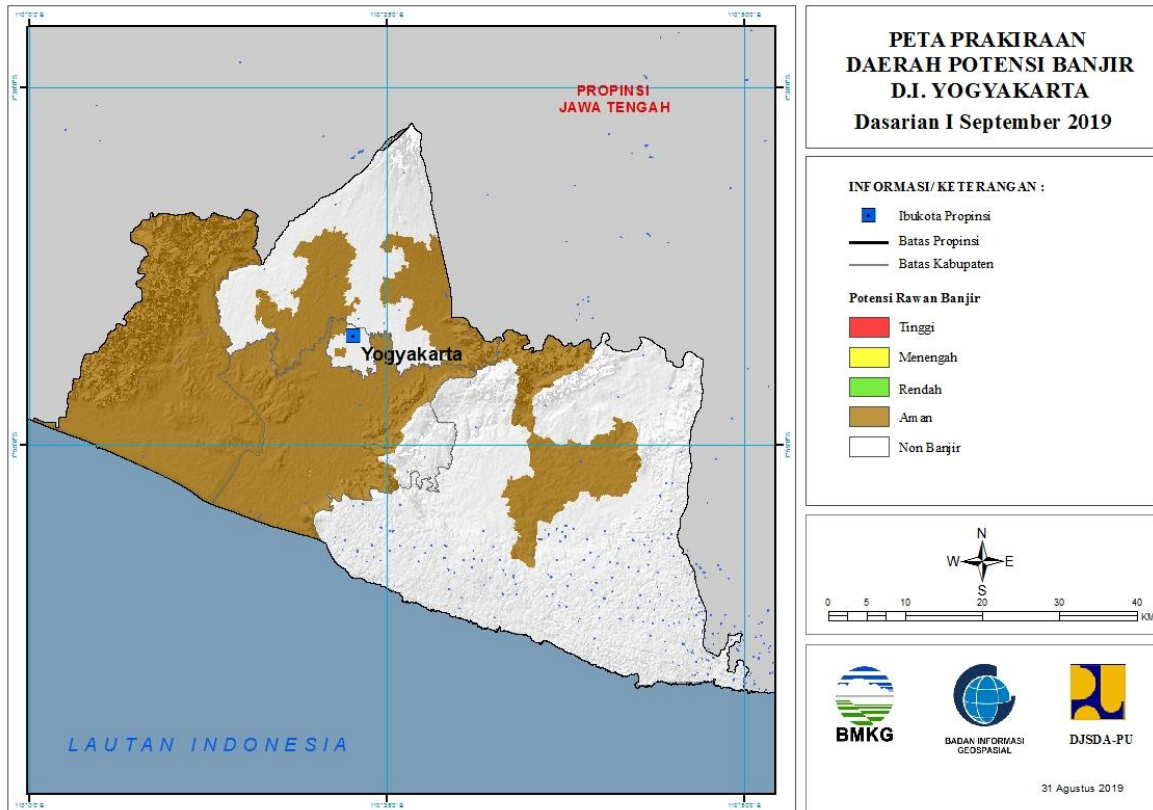 PETA PRAKIRAAN
DAERAH POTENSI BANJIR
D.I. YOGYAKARTA
Dasarian I September 2019
INFORMASI/ KETERANGAN :
Ibukota Propinsi
Batas Propinsi
Batas Kabupaten
Potensi Rawan Banjir
Tinggi
Menengah
Rendah
Aman
Non Banjir
N
W E
S
0 5 10 20 30 40
KM
BMKG
BADAN INFORMASI
GEOSPASIAL
DJSDA-PU
31 Agustus 2019
PROPINSI
JAWA TENGAH
Yogyakarta
LAUTAN INDONESIA